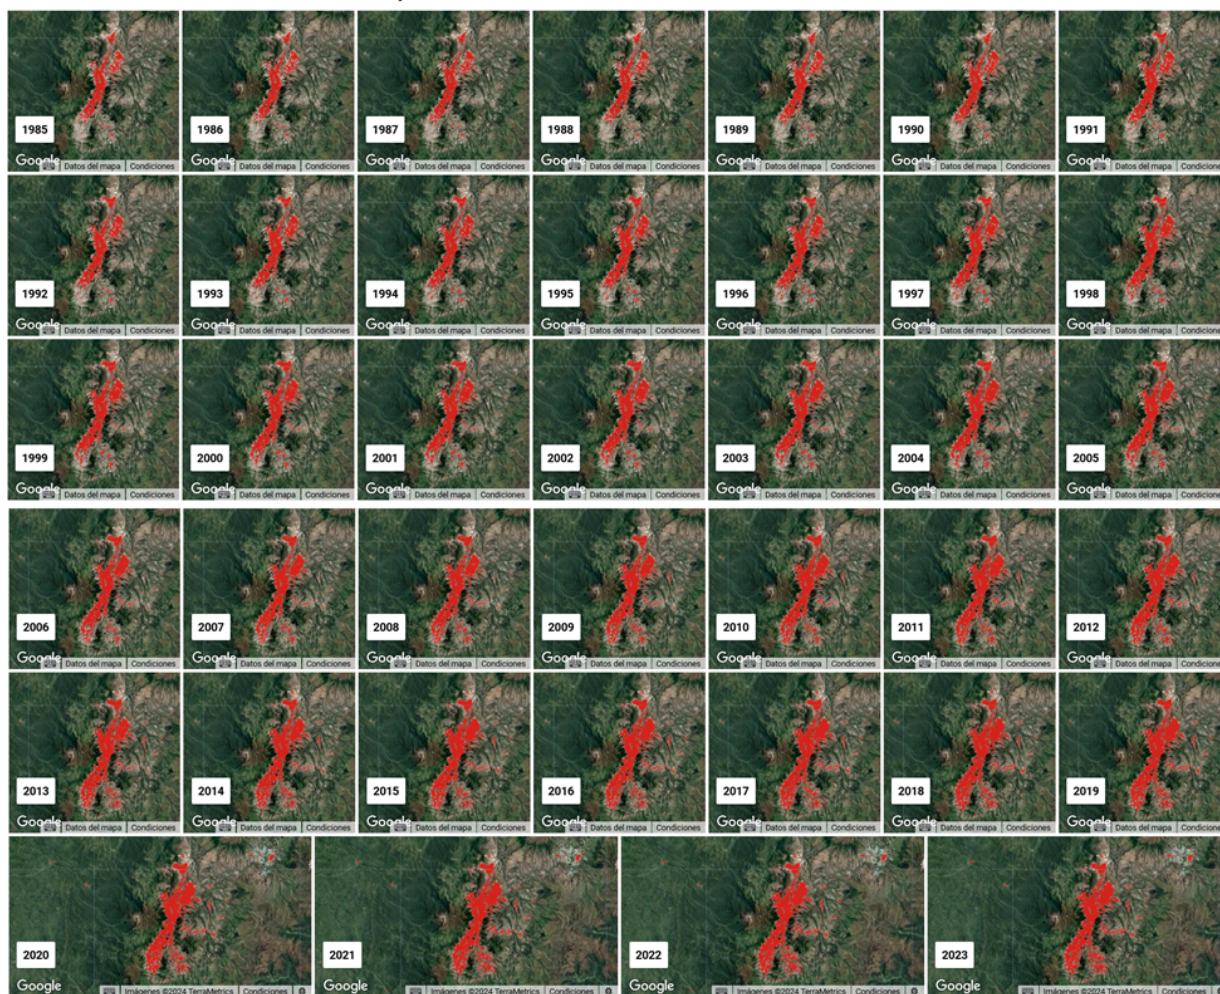 1985 1986 1987 1988 1989 1990 1991
Google Datos del mapa Condiciones Google Datos del mapa Condiciones Google Datos del mapa Condiciones Google Datos del mapa Condiciones Google Datos del mapa Condiciones Google Datos del mapa Condiciones Google Datos del mapa Condiciones
1992 1993 1994 1995 1996 1997 1998
Google Datos del mapa Condiciones Google Datos del mapa Condiciones Google Datos del mapa Condiciones Google Datos del mapa Condiciones Google Datos del mapa Condiciones Google Datos del mapa Condiciones Google Datos del mapa Condiciones
1999 2000 2001 2002 2003 2004 2005
Google Datos del mapa Condiciones Google Datos del mapa Condiciones Google Datos del mapa Condiciones Google Datos del mapa Condiciones Google Datos del mapa Condiciones Google Datos del mapa Condiciones Google Datos del mapa Condiciones
2006 2007 2008 2009 2010 2011 2012
Google Datos del mapa Condiciones Google Datos del mapa Condiciones Google Datos del mapa Condiciones Google Datos del mapa Condiciones Google Datos del mapa Condiciones Google Datos del mapa Condiciones Google Datos del mapa Condiciones
2013 2014 2015 2016 2017 2018 2019
Google Datos del mapa Condiciones Google Datos del mapa Condiciones Google Datos del mapa Condiciones Google Datos del mapa Condiciones Google Datos del mapa Condiciones Google Datos del mapa Condiciones Google Datos del mapa Condiciones
2020 2021 2022 2023
Google Imágenes ©2024 TerraMetrics Condiciones Google Imágenes ©2024 TerraMetrics Condiciones Google Imágenes ©2024 TerraMetrics Condiciones Google Imágenes ©2024 TerraMetrics Condiciones